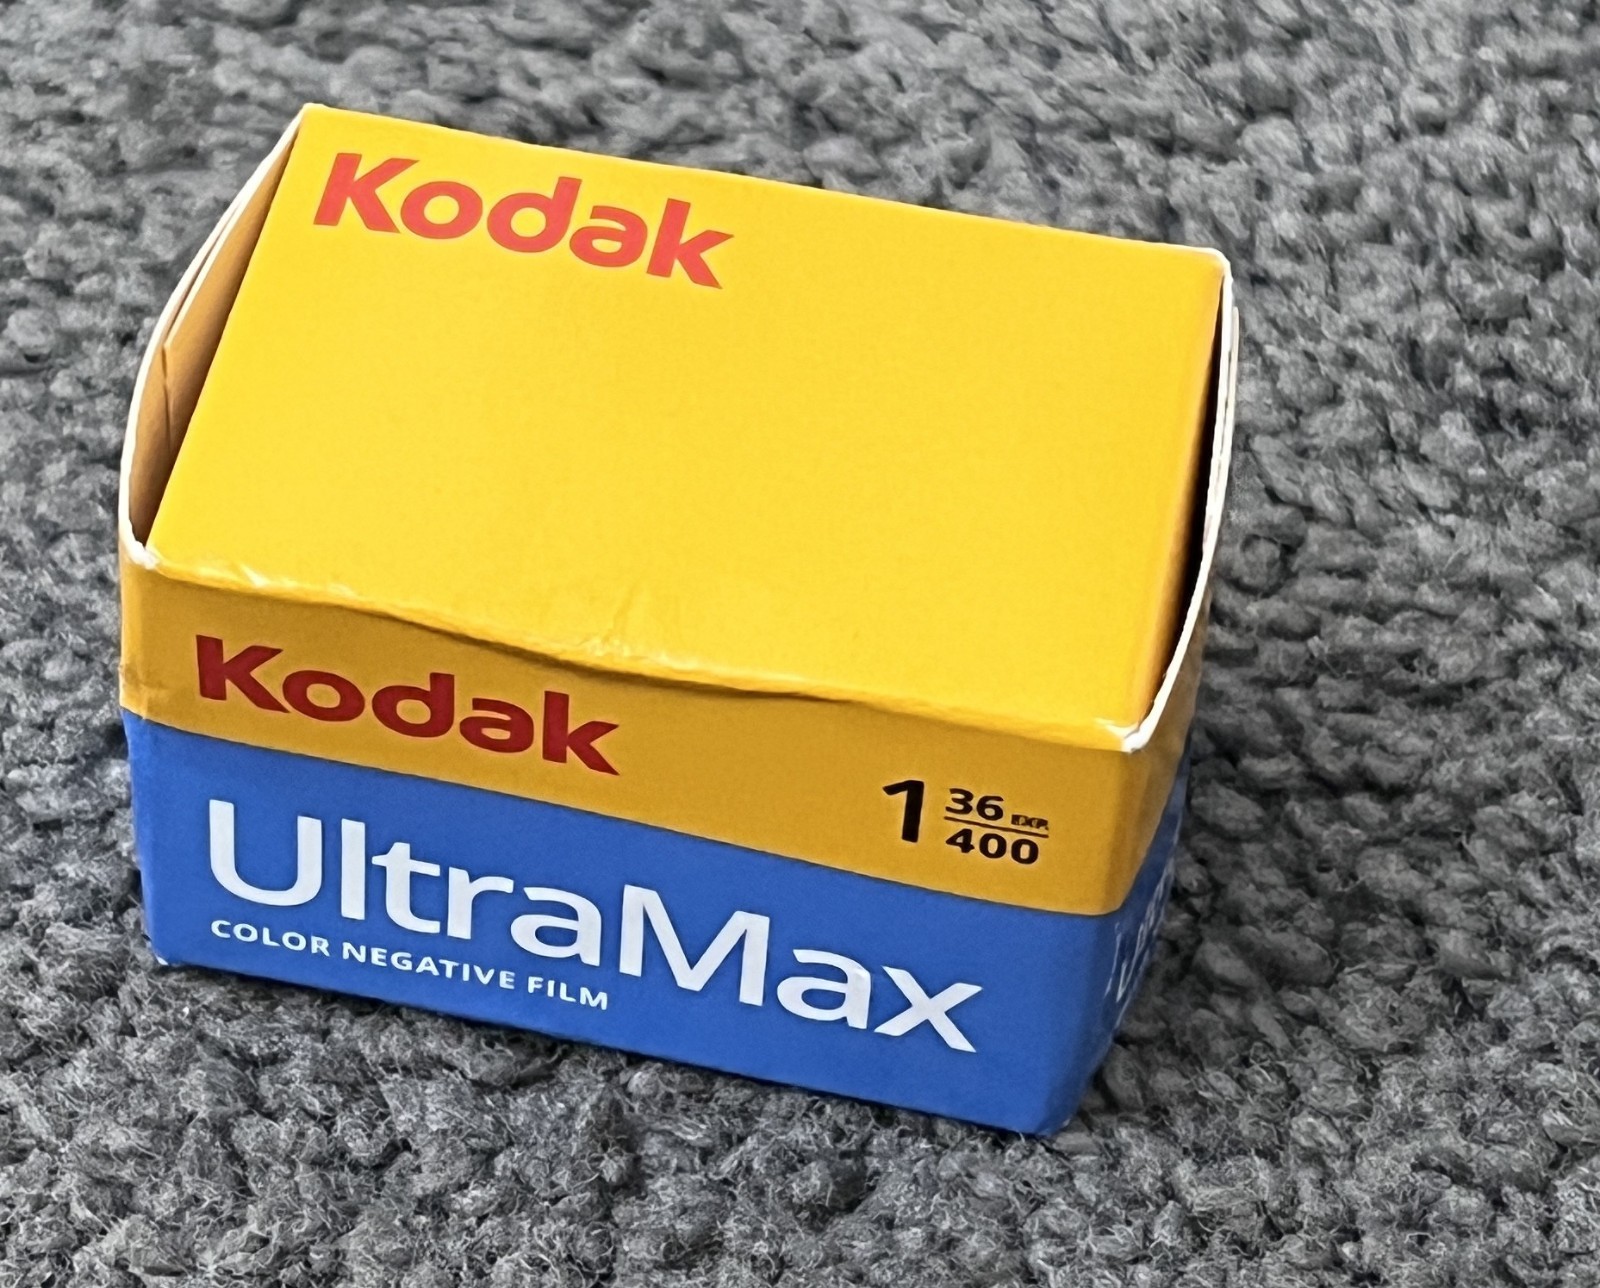 Kodak
Kodak
1 36 EXP.
400
UltraMax
COLOR NEGATIVE FILM